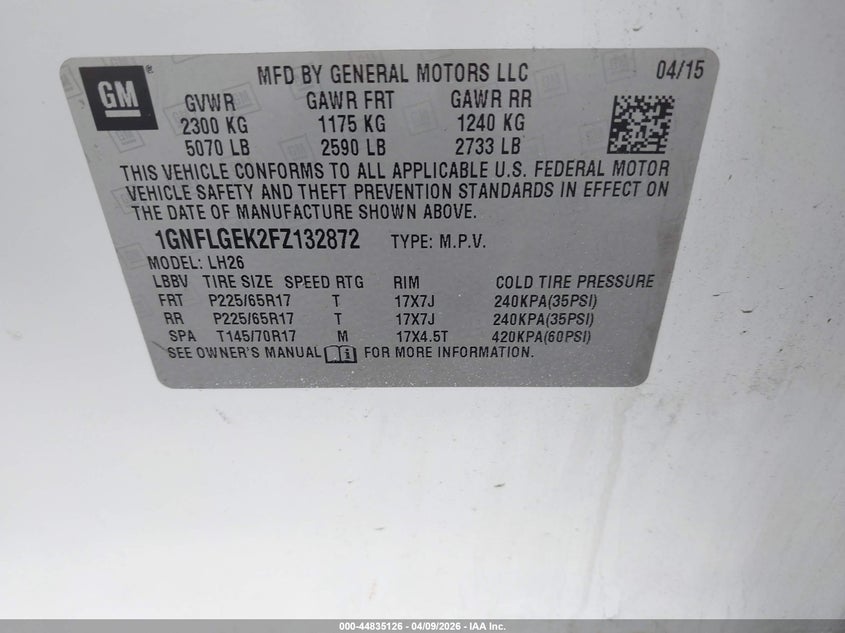 GM ®
MFD BY GENERAL MOTORS LLC 04/15
GVWR GAWR FRT GAWR RR
2300 KG 1175 KG 1240 KG
5070 LB 2590 LB 2733 LB
THIS VEHICLE CONFORMS TO ALL APPLICABLE U.S. FEDERAL MOTOR
VEHICLE SAFETY AND THEFT PREVENTION STANDARDS IN EFFECT ON
THE DATE OF MANUFACTURE SHOWN ABOVE.
1GNFLGEK2FZ132872 TYPE: M.P.V.
MODEL: LH26
LBBV TIRE SIZE SPEED RTG RIM COLD TIRE PRESSURE
FRT P225/65R17 T 17X7J 240KPA(35PSI)
RR P225/65R17 T 17X7J 240KPA(35PSI)
SPA T145/70R17 M 17X4.5T 420KPA(60PSI)
SEE OWNER'S MANUAL FOR MORE INFORMATION.
000-44835126 - 04/09/2026 - IAA Inc.